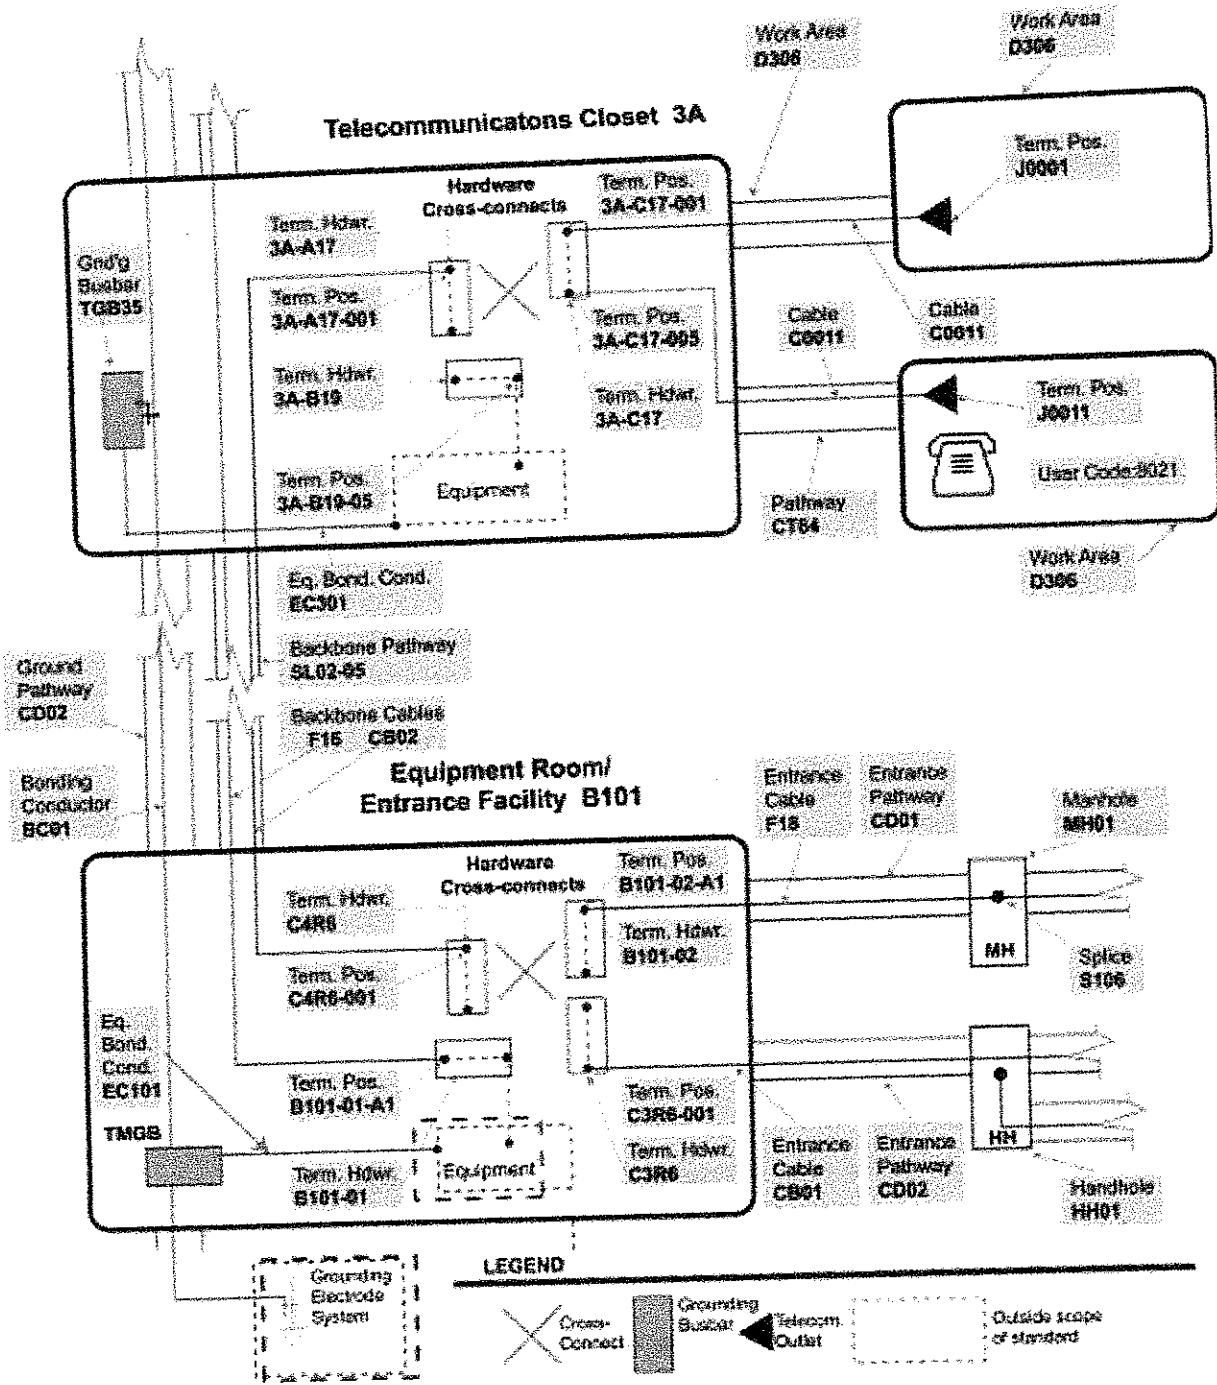 Work Area
D306
Work Area
D306
Telecommunicatons Closet 3A
Hardware
Cross-connects
Term. Pos.
3A-C17-001
Term. Pos.
J0001
Term. Hdwr.
3A-A17
Gnd'g
Busbar
TGB35
Term. Pos.
3A-A17-001
Term. Pos.
3A-C17-005
Cable
C0011
Cable
C0011
Term. Hdwr.
3A-B19
Term. Hdwr.
3A-C17
Term. Pos.
J0011
User Code:8021
Term. Pos.
3A-B19-05
Equipment
Pathway
CT64
Work Area
D306
Eq. Bond. Cond.
EC301
Backbone Pathway
SL02-05
Ground
Pathway
CD02
Backbone Cables
F16 CB02
Equipment Room/
Entrance Facility B101
Bonding
Conductor
BC01
Entrance
Cable
F18
Entrance
Pathway
CD01
Manhole
MH01
Hardware
Cross-connects
Term. Pos.
B101-02-A1
Term. Hdwr.
C4R6
Term. Hdwr.
B101-02
MH
Splice
S106
Term. Pos.
C4R6-001
Eq.
Bond.
Cond.
EC101
Term. Pos.
B101-01-A1
Term. Pos.
C3R6-001
TMGB
HH
Term. Hdwr.
B101-01
Equipment
Term. Hdwr.
C3R6
Entrance
Cable
CB01
Entrance
Pathway
CD02
Handhole
HH01
Grounding
Electrode
System
LEGEND
Cross-
Connect
Grounding
Busbar
Telecom.
Outlet
Outside scope
of standard